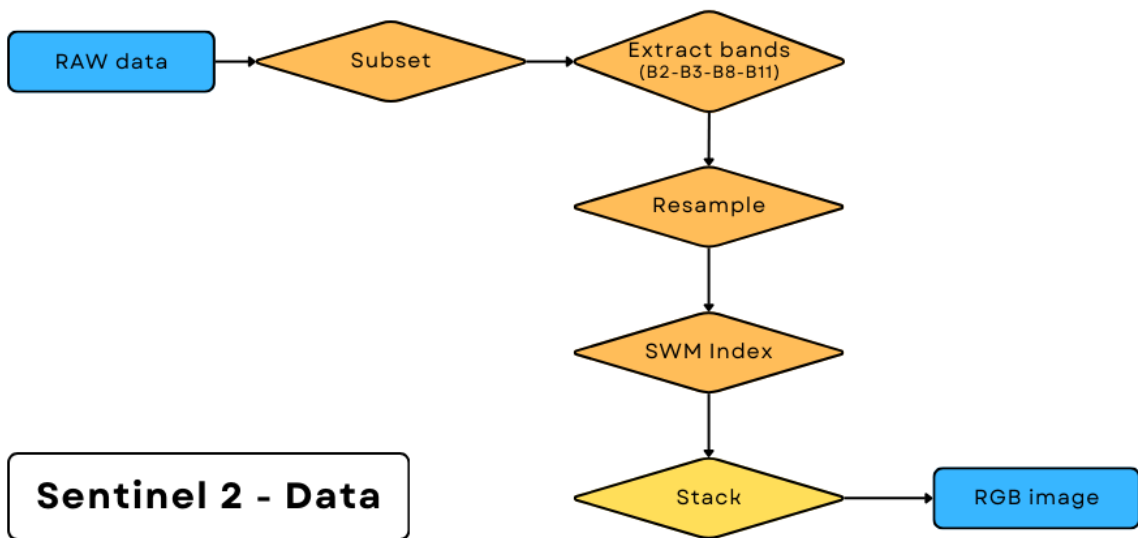 RAW data
Subset
Extract bands
(B2-B3-B8-B11)
Resample
SWM Index
Stack
RGB image
Sentinel 2 - Data